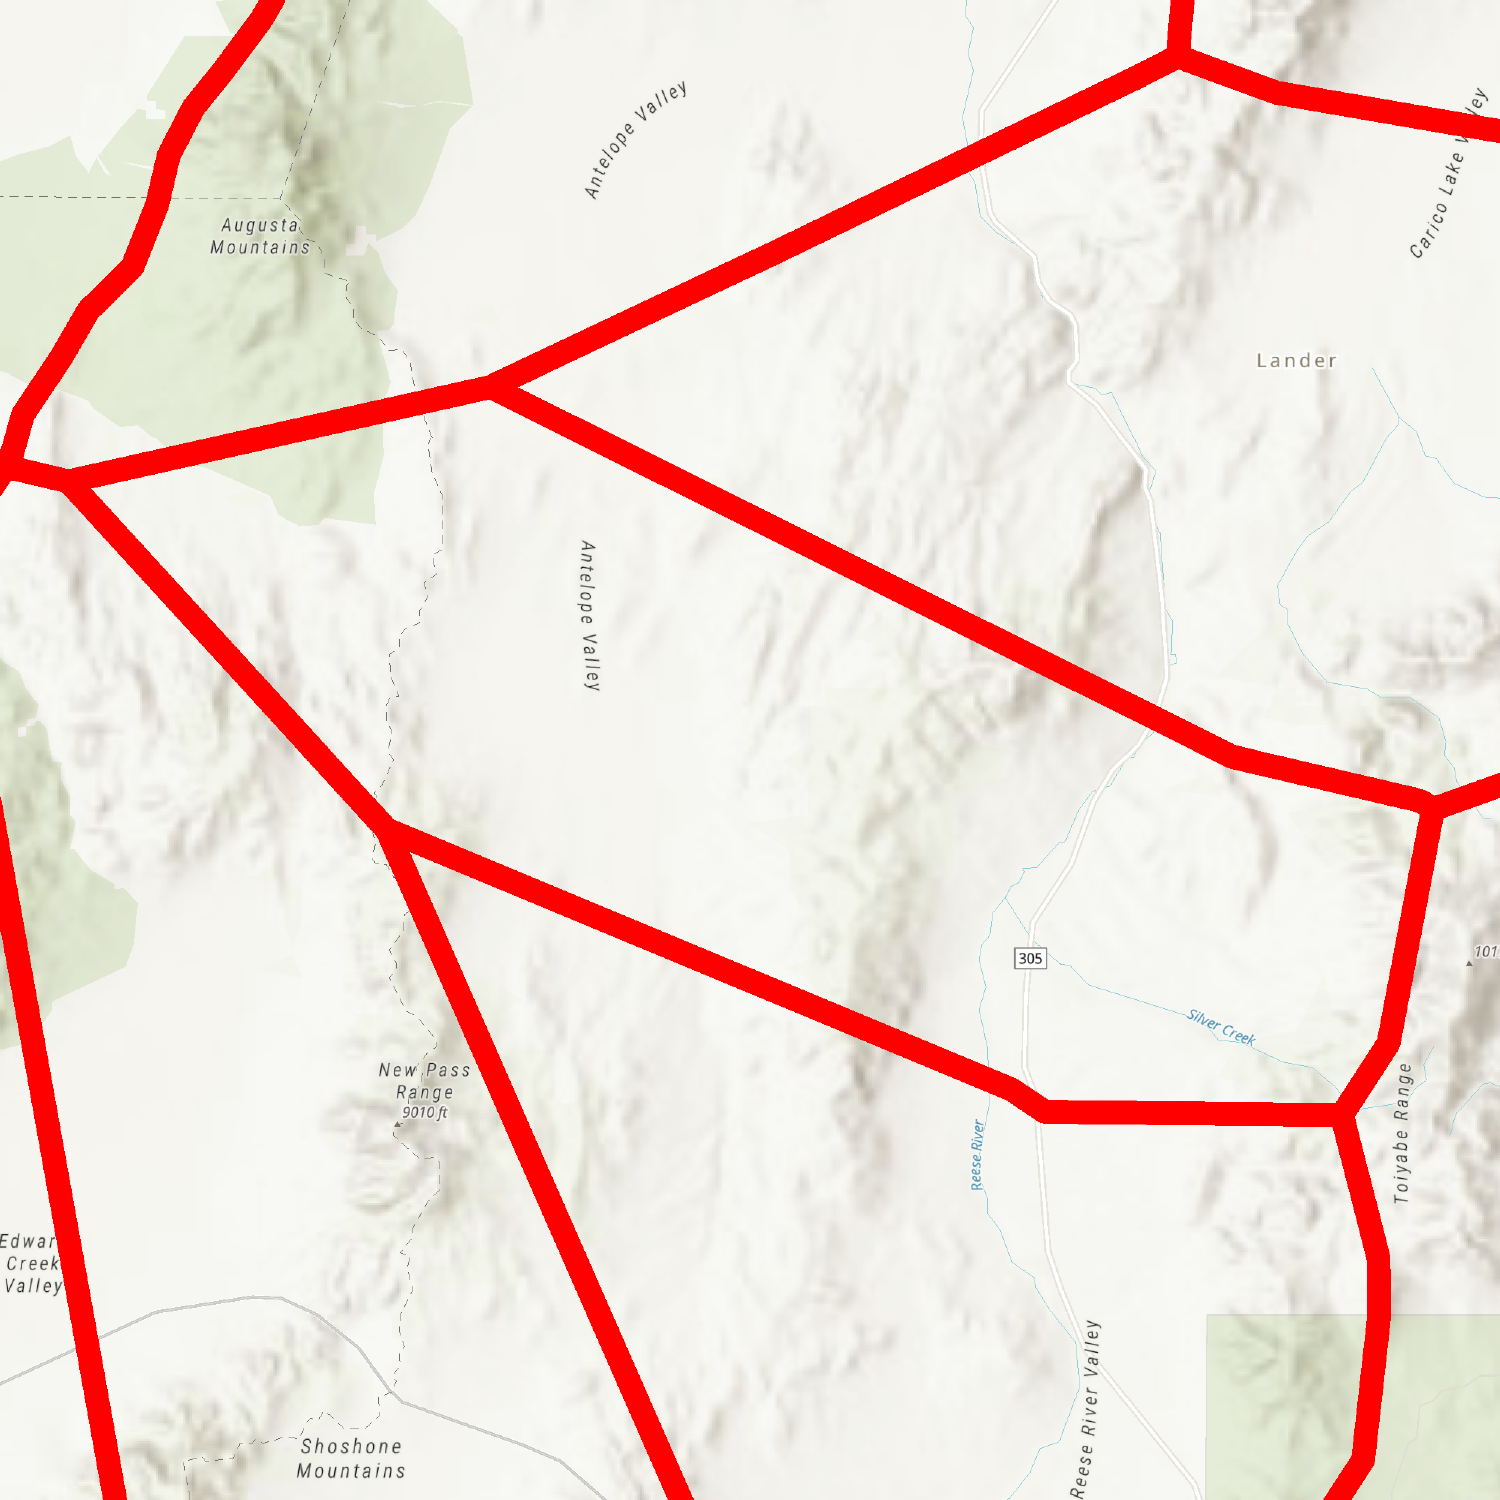 Antelope Valley
Carico Lake Valley
Augusta
Mountains
Lander
Antelope Valley
305
101
Silver Creek
New Pass
Range
9010 ft
Toiyabe Range
Reese River
Edwar
Creek
Valley
Reese River Valley
Shoshone
Mountains